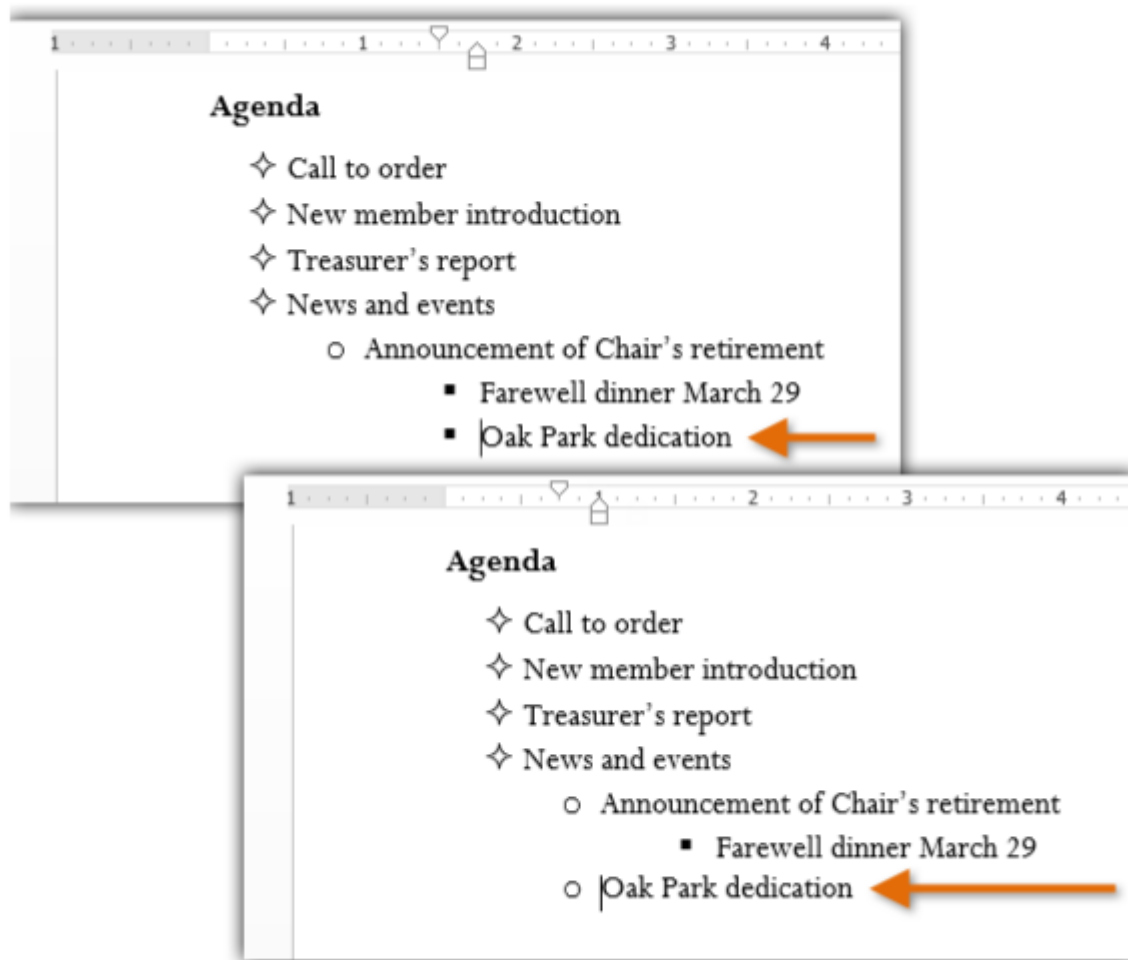 1 1 2 3 4
Agenda
✧ Call to order
✧ New member introduction
✧ Treasurer’s report
✧ News and events
○ Announcement of Chair’s retirement
▪ Farewell dinner March 29
▪ Oak Park dedication
1 1 2 3 4
Agenda
✧ Call to order
✧ New member introduction
✧ Treasurer’s report
✧ News and events
○ Announcement of Chair’s retirement
▪ Farewell dinner March 29
○ Oak Park dedication